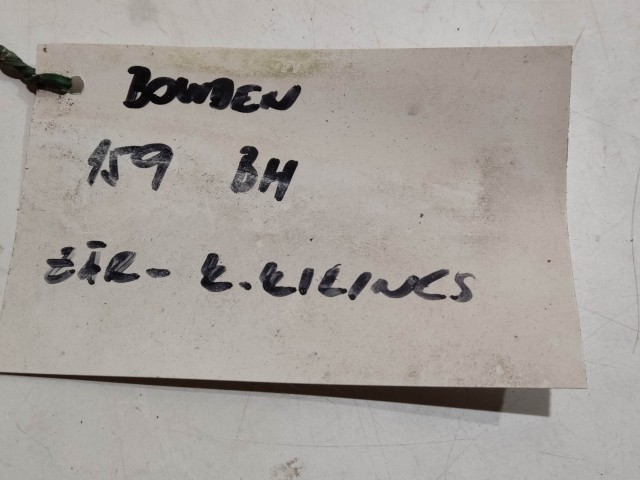 BOWDEN
159 BH
ZÁR - K. KILINCS